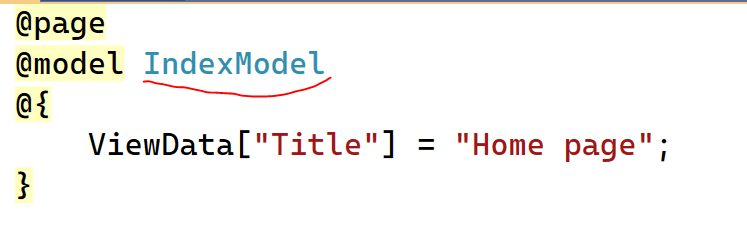 @page
@model IndexModel
@{
    ViewData["Title"] = "Home page";
}